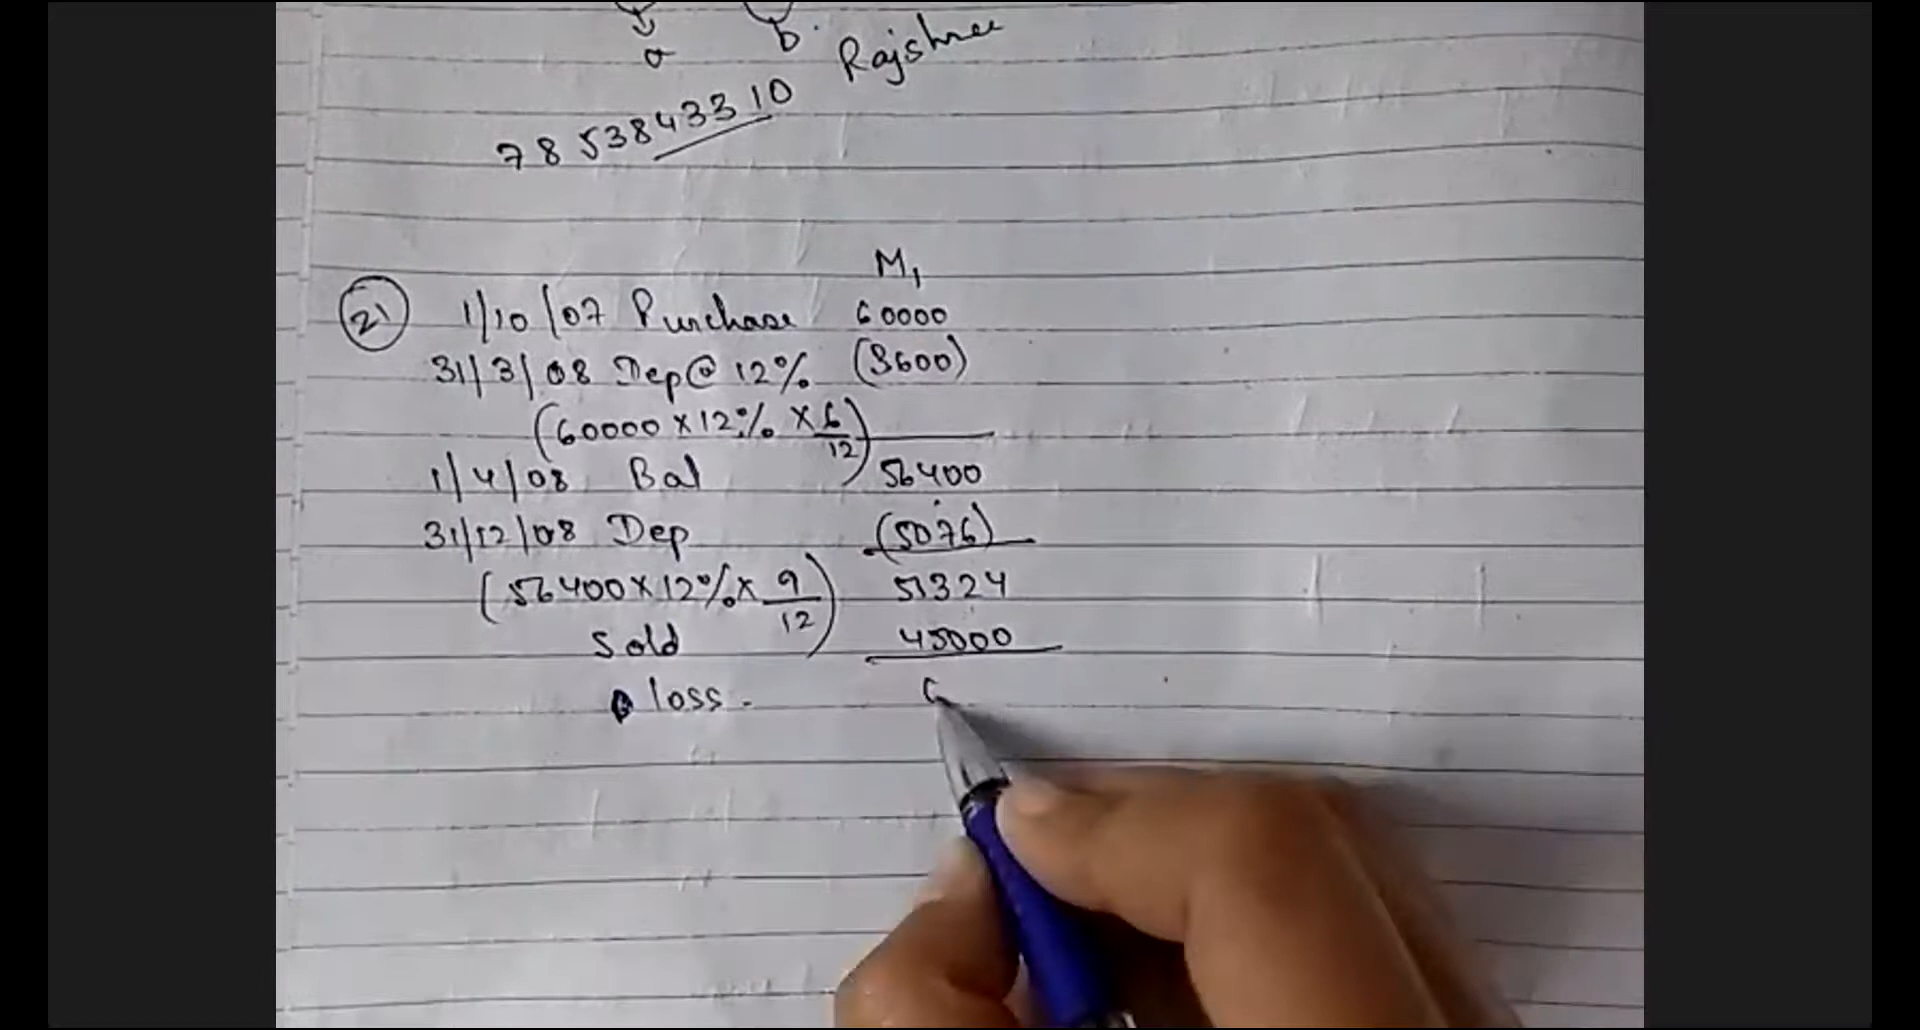 b.
Rajshree
7853843310
M₁
21 1/10/07 Purchase 60000
31/3/08 Dep@ 12% (3600)
(60000 x 12% x 6/12)
1/4/08 Bal 56400
31/12/08 Dep (5076)
(56400 x 12% x 9/12) 51324
Sold 45000
loss.